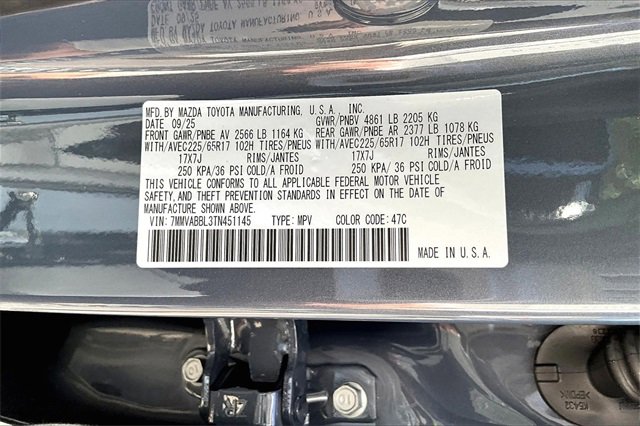 MFD. BY MAZDA TOYOTA MANUFACTURING, U.S.A., INC.
DATE 09/25 GVWR/PNBV 4861 LB 2205 KG
FRONT GAWR/PNBE AV 2566 LB 1164 KG REAR GAWR/PNBE AR 2377 LB 1078 KG
WITH/AVEC225/65R17 102H TIRES/PNEUS WITH/AVEC225/65R17 102H TIRES/PNEUS
17X7J RIMS/JANTES 17X7J RIMS/JANTES
250 KPA/36 PSI COLD/A FROID 250 KPA/36 PSI COLD/A FROID
THIS VEHICLE CONFORMS TO ALL APPLICABLE FEDERAL MOTOR VEHICLE
SAFETY, AND THEFT PREVENTION STANDARDS IN EFFECT ON THE DATE OF
MANUFACTURE SHOWN ABOVE.
VIN: 7MMVABBL3TN451145 TYPE: MPV COLOR CODE: 47C
MADE IN U.S.A.